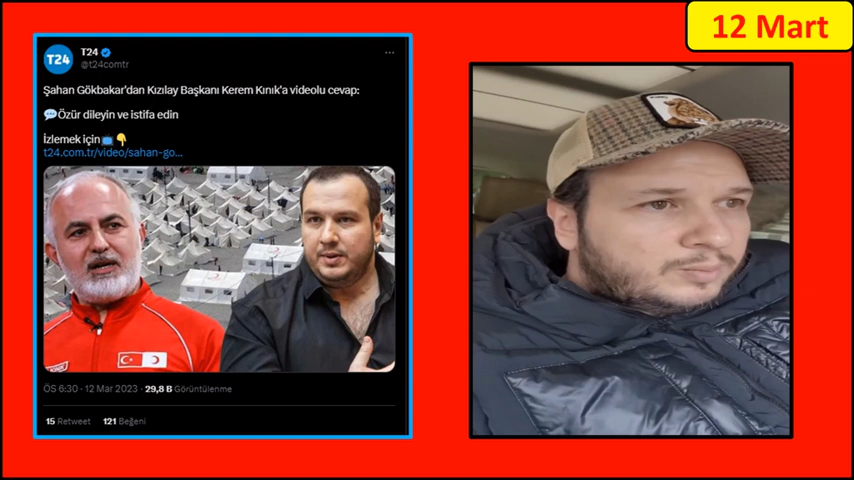 12 Mart
T24
T24
@t24comtr
Şahan Gökbakar'dan Kızılay Başkanı Kerem Kınık'a videolu cevap:
Özür dileyin ve istifa edin
İzlemek için
t24.com.tr/video/sahan-go...
ÖS 6:30 · 12 Mar 2023 · 29,8 B Görüntülenme
15 Retweet 121 Beğeni